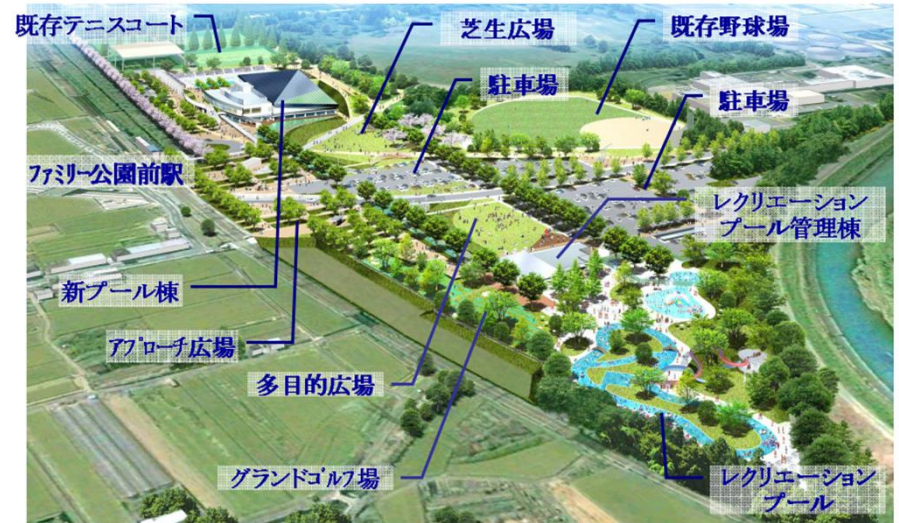 既存テニスコート
芝生広場
既存野球場
駐車場
駐車場
ファミリー公園前駅
レクリエーション
プール管理棟
新プール棟
アプローチ広場
多目的広場
グランドゴルフ場
レクリエーション
プール